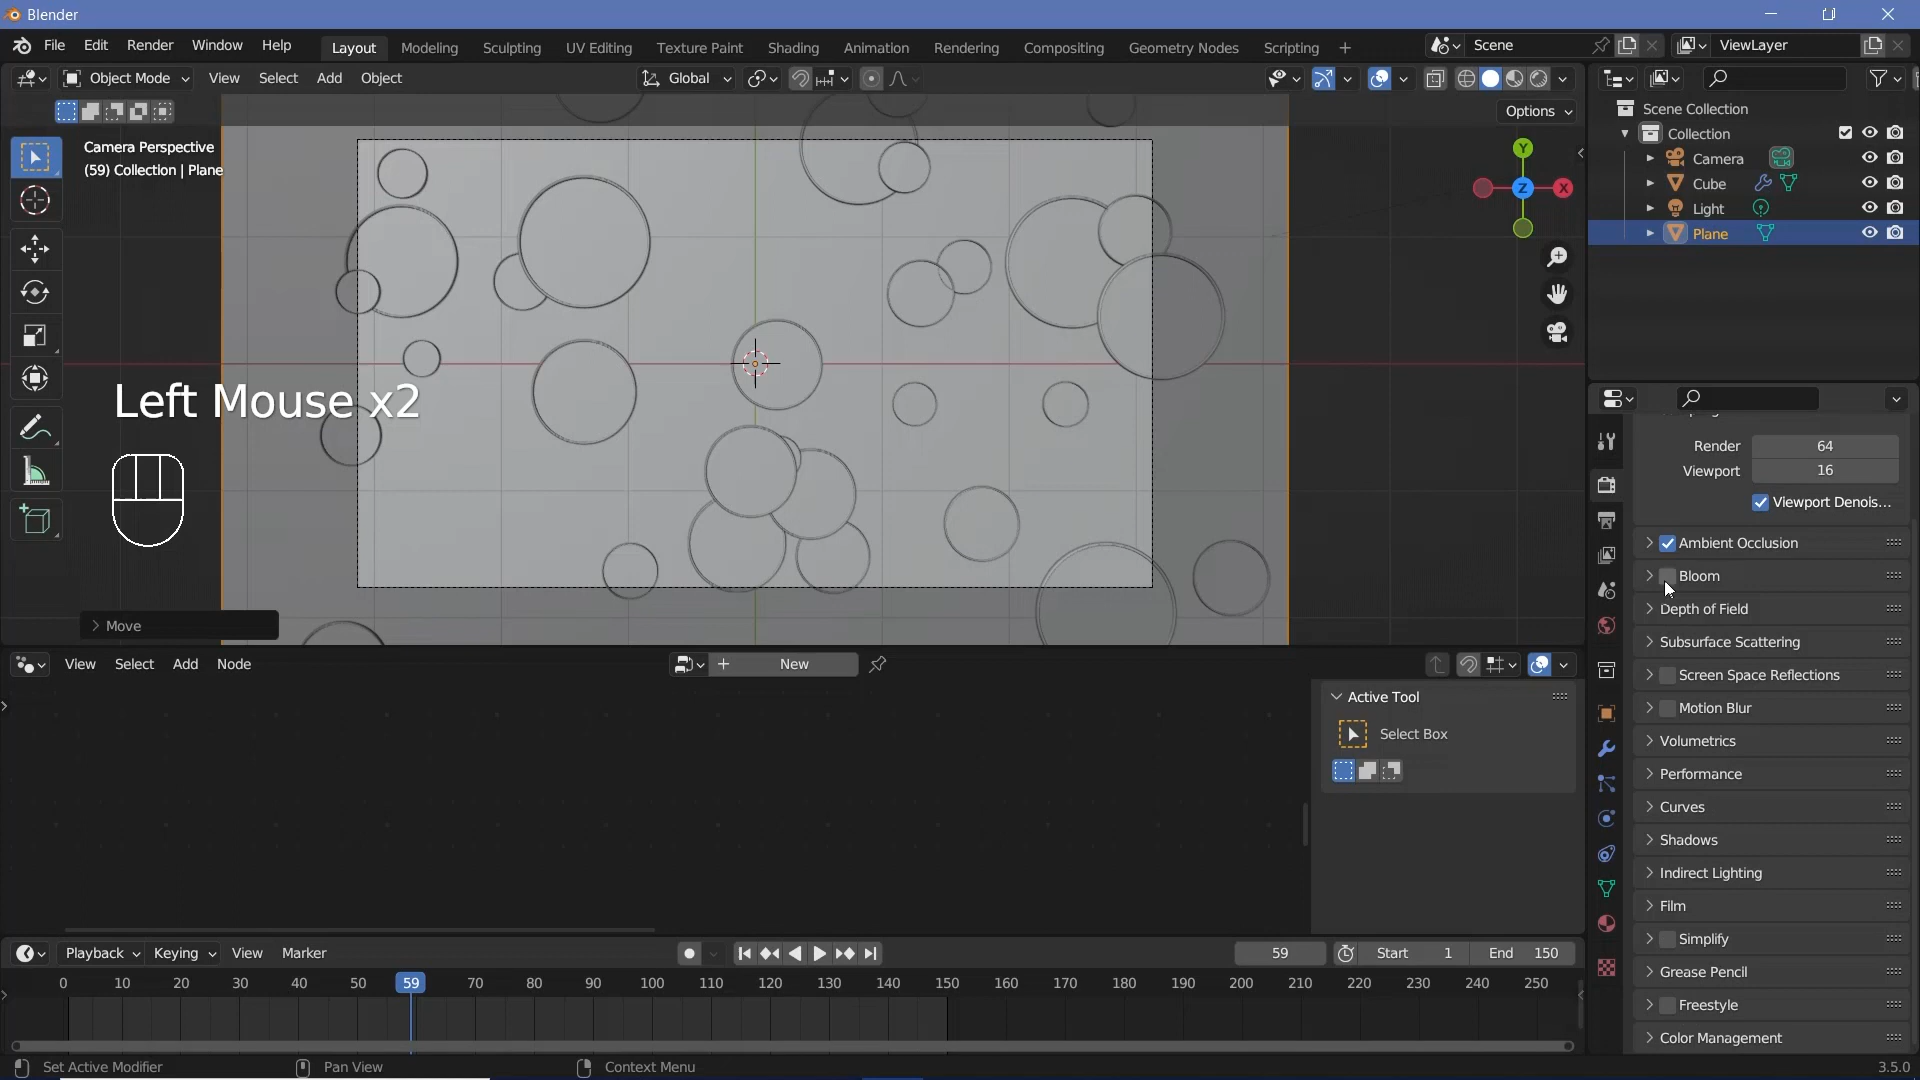 Blender
File Edit Render Window Help Layout Modeling Sculpting UV Editing Texture Paint Shading Animation Rendering Compositing Geometry Nodes Scripting + Scene ViewLayer
Object Mode View Select Add Object Global
Options
Camera Perspective
(59) Collection | Plane
Y
Z
X
Left Mouse x2
Move
Scene Collection
Collection
Camera
Cube
Light
Plane
Render 64
Viewport 16
Viewport Denois...
Ambient Occlusion
Bloom
Depth of Field
Subsurface Scattering
Screen Space Reflections
Motion Blur
Volumetrics
Performance
Curves
Shadows
Indirect Lighting
Film
Simplify
Grease Pencil
Freestyle
Color Management
View Select Add Node + New
Active Tool
Select Box
Playback Keying View Marker 59 Start 1 End 150
0 10 20 30 40 50 59 70 80 90 100 110 120 130 140 150 160 170 180 190 200 210 220 230 240 250
Set Active Modifier Pan View Context Menu 3.5.0